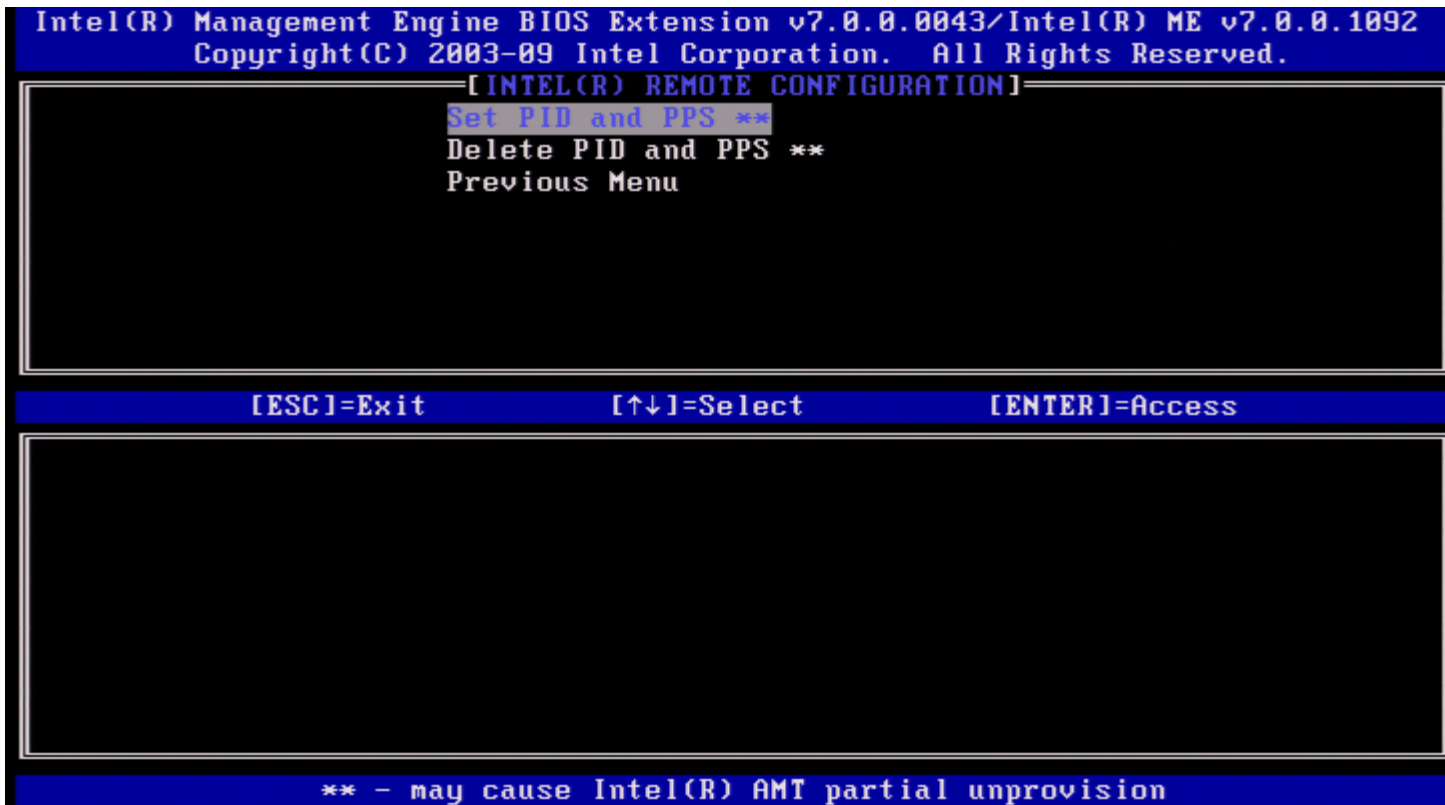 Intel(R) Management Engine BIOS Extension v7.0.0.0043/Intel(R) ME v7.0.0.1092
Copyright(C) 2003-09 Intel Corporation. All Rights Reserved.
[INTEL(R) REMOTE CONFIGURATION]
Set PID and PPS **
Delete PID and PPS **
Previous Menu
[ESC]=Exit [↑↓]=Select [ENTER]=Access
** - may cause Intel(R) AMT partial unprovision